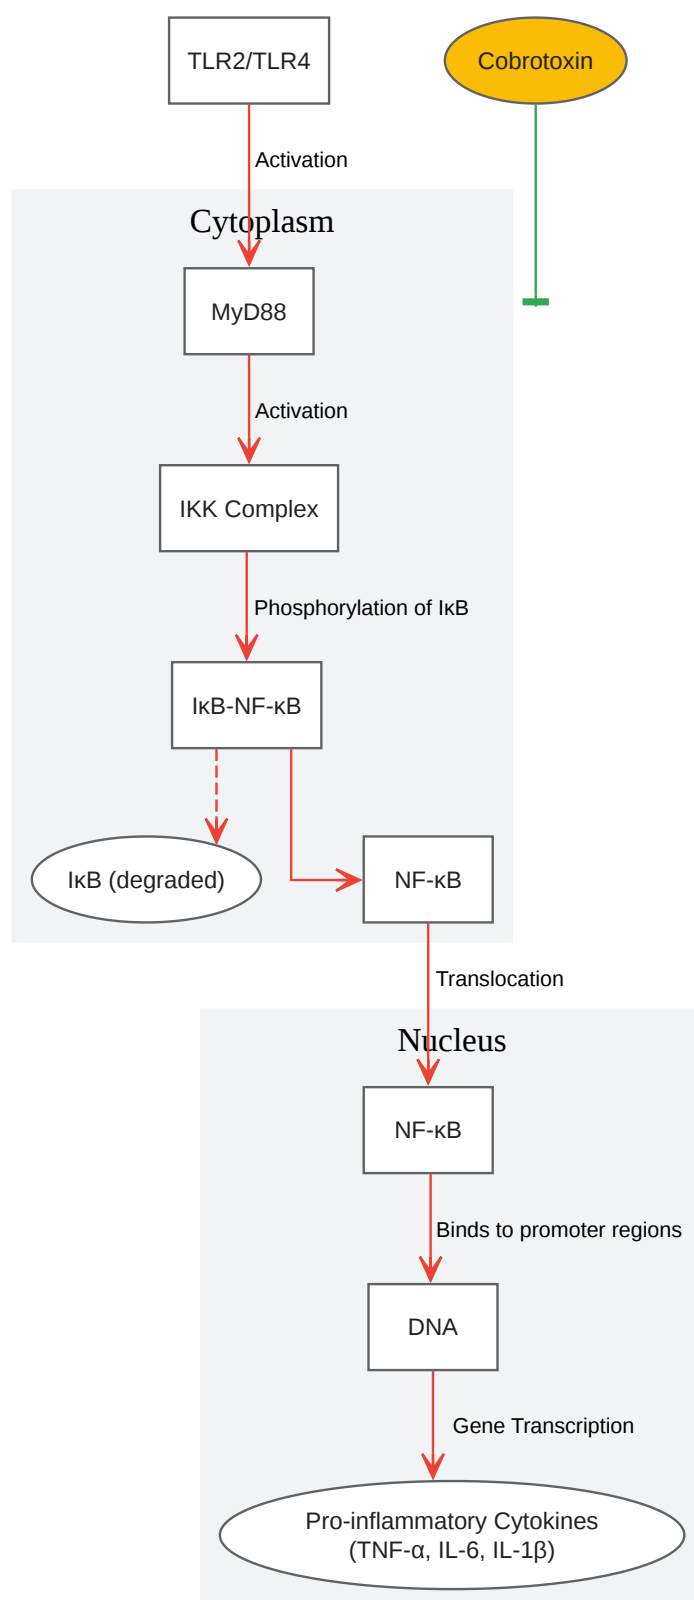 TLR2/TLR4
Cobrotoxin
Activation
Cytoplasm
MyD88
Activation
IKK Complex
Phosphorylation of IκB
IκB-NF-κB
IκB (degraded)
NF-κB
Translocation
Nucleus
NF-κB
Binds to promoter regions
DNA
Gene Transcription
Pro-inflammatory Cytokines
(TNF-α, IL-6, IL-1β)